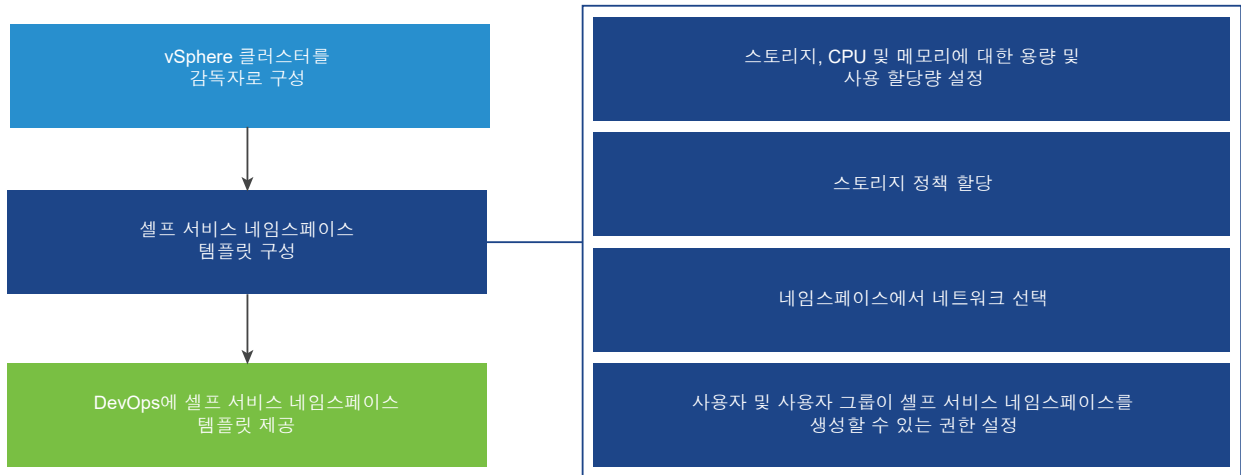 vSphere 클러스터를
감독자로 구성
셀프 서비스 네임스페이스
템플릿 구성
DevOps에 셀프 서비스 네임스페이스
템플릿 제공
스토리지, CPU 및 메모리에 대한 용량 및
사용 할당량 설정
스토리지 정책 할당
네임스페이스에서 네트워크 선택
사용자 및 사용자 그룹이 셀프 서비스 네임스페이스를
생성할 수 있는 권한 설정